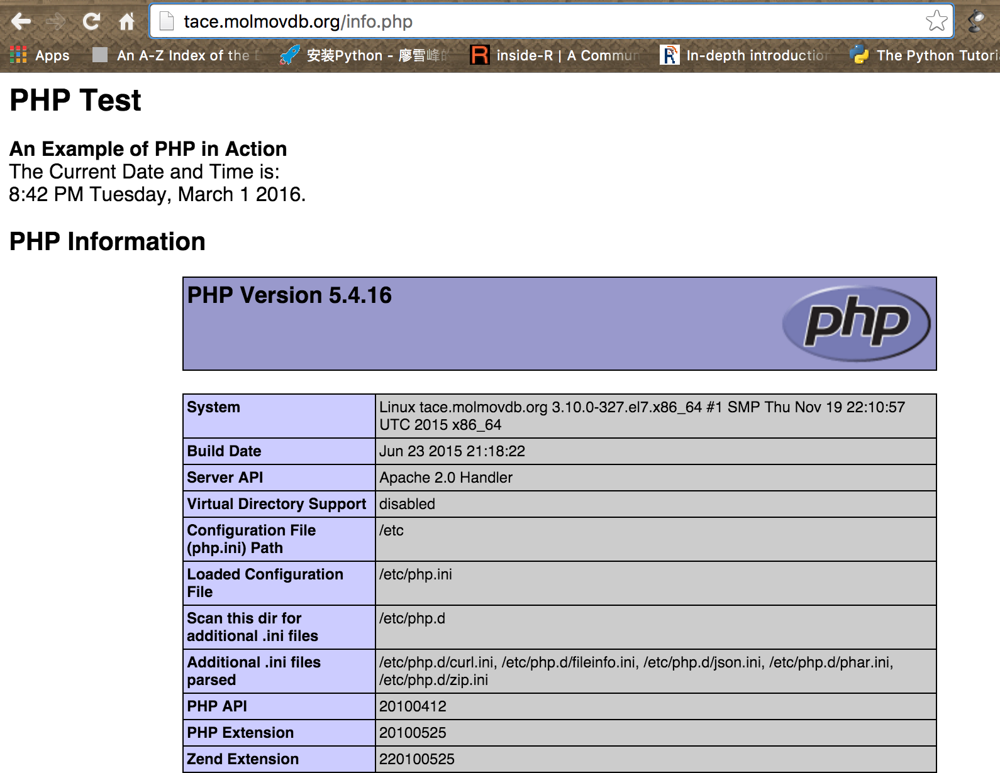 tace.molmovdb.org/info.php
Apps An A-Z Index of the 安装Python - 廖雪峰的 inside-R | A Commun In-depth introduction The Python Tutori
PHP Test
An Example of PHP in Action
The Current Date and Time is:
8:42 PM Tuesday, March 1 2016.
PHP Information
PHP Version 5.4.16
php
System Linux tace.molmovdb.org 3.10.0-327.el7.x86_64 #1 SMP Thu Nov 19 22:10:57
UTC 2015 x86_64
Build Date Jun 23 2015 21:18:22
Server API Apache 2.0 Handler
Virtual Directory Support disabled
Configuration File /etc
(php.ini) Path
Loaded Configuration /etc/php.ini
File
Scan this dir for /etc/php.d
additional .ini files
Additional .ini files /etc/php.d/curl.ini, /etc/php.d/fileinfo.ini, /etc/php.d/json.ini, /etc/php.d/phar.ini,
parsed /etc/php.d/zip.ini
PHP API 20100412
PHP Extension 20100525
Zend Extension 220100525